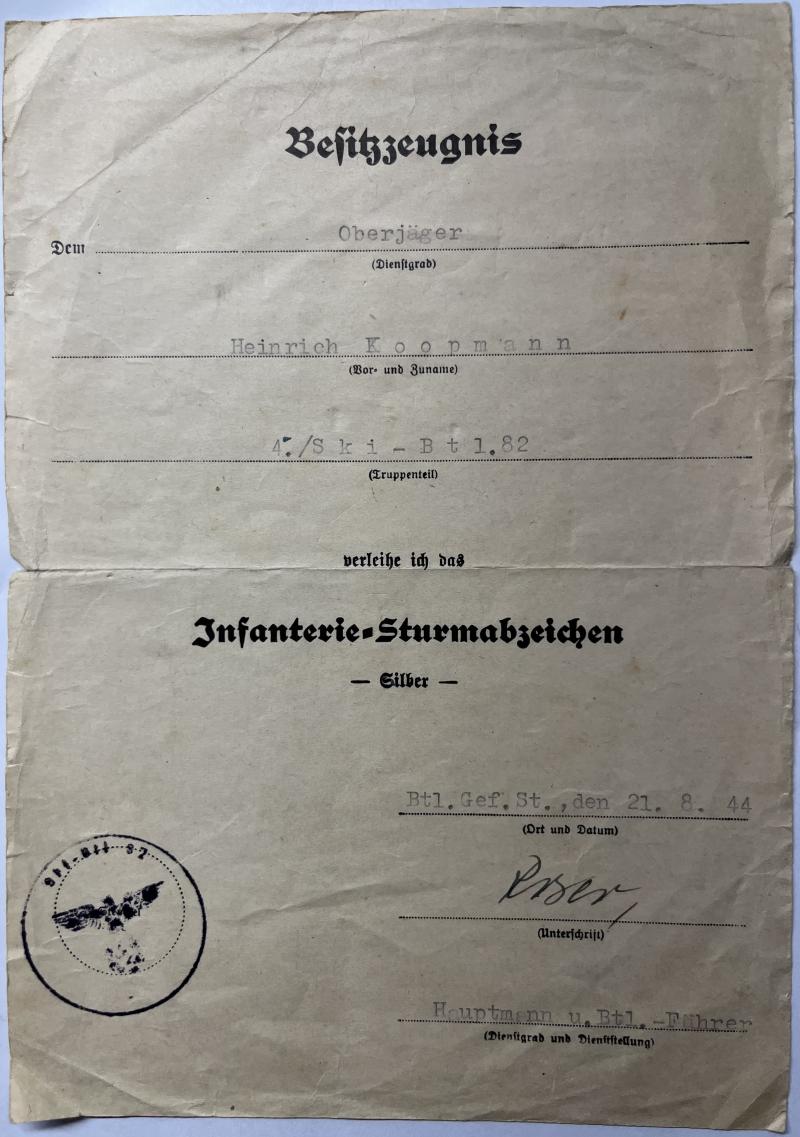 Besitzzeugnis
Dem Oberjäger
(Dienstgrad)
Heinrich Koopmann
(Vor- und Zuname)
4./Ski-Btl.82
(Truppenteil)
verleihe ich das
Infanterie-Sturmabzeichen
— Silber —
Btl.Gef.St.,den 21. 8. 44
(Ort und Datum)
(Unterschrift)
Hauptmann u.Btl.-Führer
(Dienstgrad und Dienststellung)